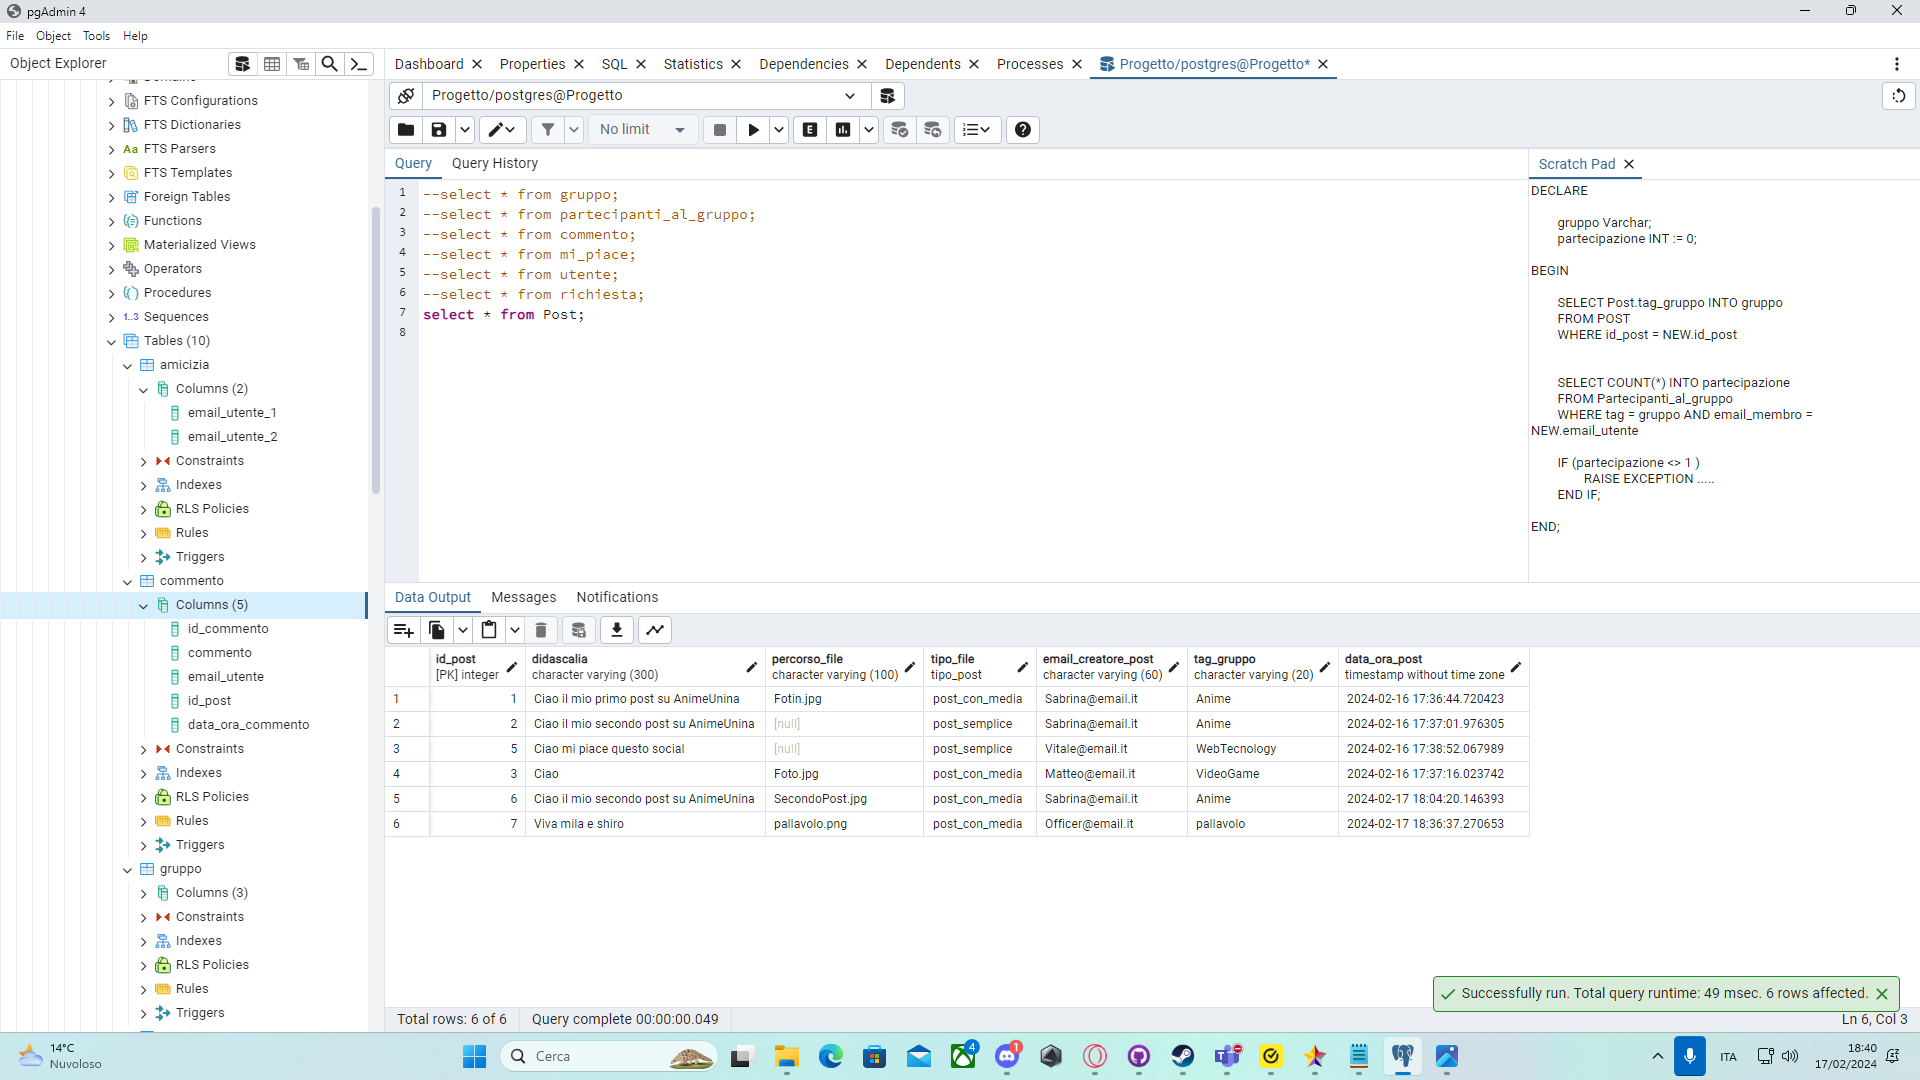 pgAdmin 4
File Object Tools Help
Object Explorer
Dashboard
Properties
SQL
Statistics
Dependencies
Dependents
Processes
Progetto/postgres@Progetto*
Progetto/postgres@Progetto
No limit
E
Query
Query History
Scratch Pad
Domains
FTS Configurations
FTS Dictionaries
Aa FTS Parsers
FTS Templates
Foreign Tables
Functions
Materialized Views
Operators
Procedures
1..3 Sequences
Tables (10)
amicizia
Columns (2)
email_utente_1
email_utente_2
Constraints
Indexes
RLS Policies
Rules
Triggers
commento
Columns (5)
id_commento
commento
email_utente
id_post
data_ora_commento
Constraints
Indexes
RLS Policies
Rules
Triggers
gruppo
Columns (3)
Constraints
Indexes
RLS Policies
Rules
Triggers
1 --select * from gruppo;
2 --select * from partecipanti_al_gruppo;
3 --select * from commento;
4 --select * from mi_piace;
5 --select * from utente;
6 --select * from richiesta;
7 select * from Post;
8
DECLARE
gruppo Varchar;
partecipazione INT := 0;
BEGIN
SELECT Post.tag_gruppo INTO gruppo
FROM POST
WHERE id_post = NEW.id_post
SELECT COUNT(*) INTO partecipazione
FROM Partecipanti_al_gruppo
WHERE tag = gruppo AND email_membro =
NEW.email_utente
IF (partecipazione <> 1 )
RAISE EXCEPTION .....
END IF;
END;
Data Output
Messages
Notifications
id_post didascalia percorso_file tipo_file email_creatore_post tag_gruppo data_ora_post
[PK] integer character varying (300) character varying (100) tipo_post character varying (60) character varying (20) timestamp without time zone
1 1 Ciao il mio primo post su AnimeUnina Fotin.jpg post_con_media Sabrina@email.it Anime 2024-02-16 17:36:44.720423
2 2 Ciao il mio secondo post su AnimeUnina [null] post_semplice Sabrina@email.it Anime 2024-02-16 17:37:01.976305
3 5 Ciao mi piace questo social [null] post_semplice Vitale@email.it WebTecnology 2024-02-16 17:38:52.067989
4 3 Ciao Foto.jpg post_con_media Matteo@email.it VideoGame 2024-02-16 17:37:16.023742
5 6 Ciao il mio secondo post su AnimeUnina SecondoPost.jpg post_con_media Sabrina@email.it Anime 2024-02-17 18:04:20.146393
6 7 Viva mila e shiro pallavolo.png post_con_media Officer@email.it pallavolo 2024-02-17 18:36:37.270653
Successfully run. Total query runtime: 49 msec. 6 rows affected.
Total rows: 6 of 6
Query complete 00:00:00.049
Ln 6, Col 3
14°C
Nuvoloso
Cerca
4
1
ITA
18:40
17/02/2024